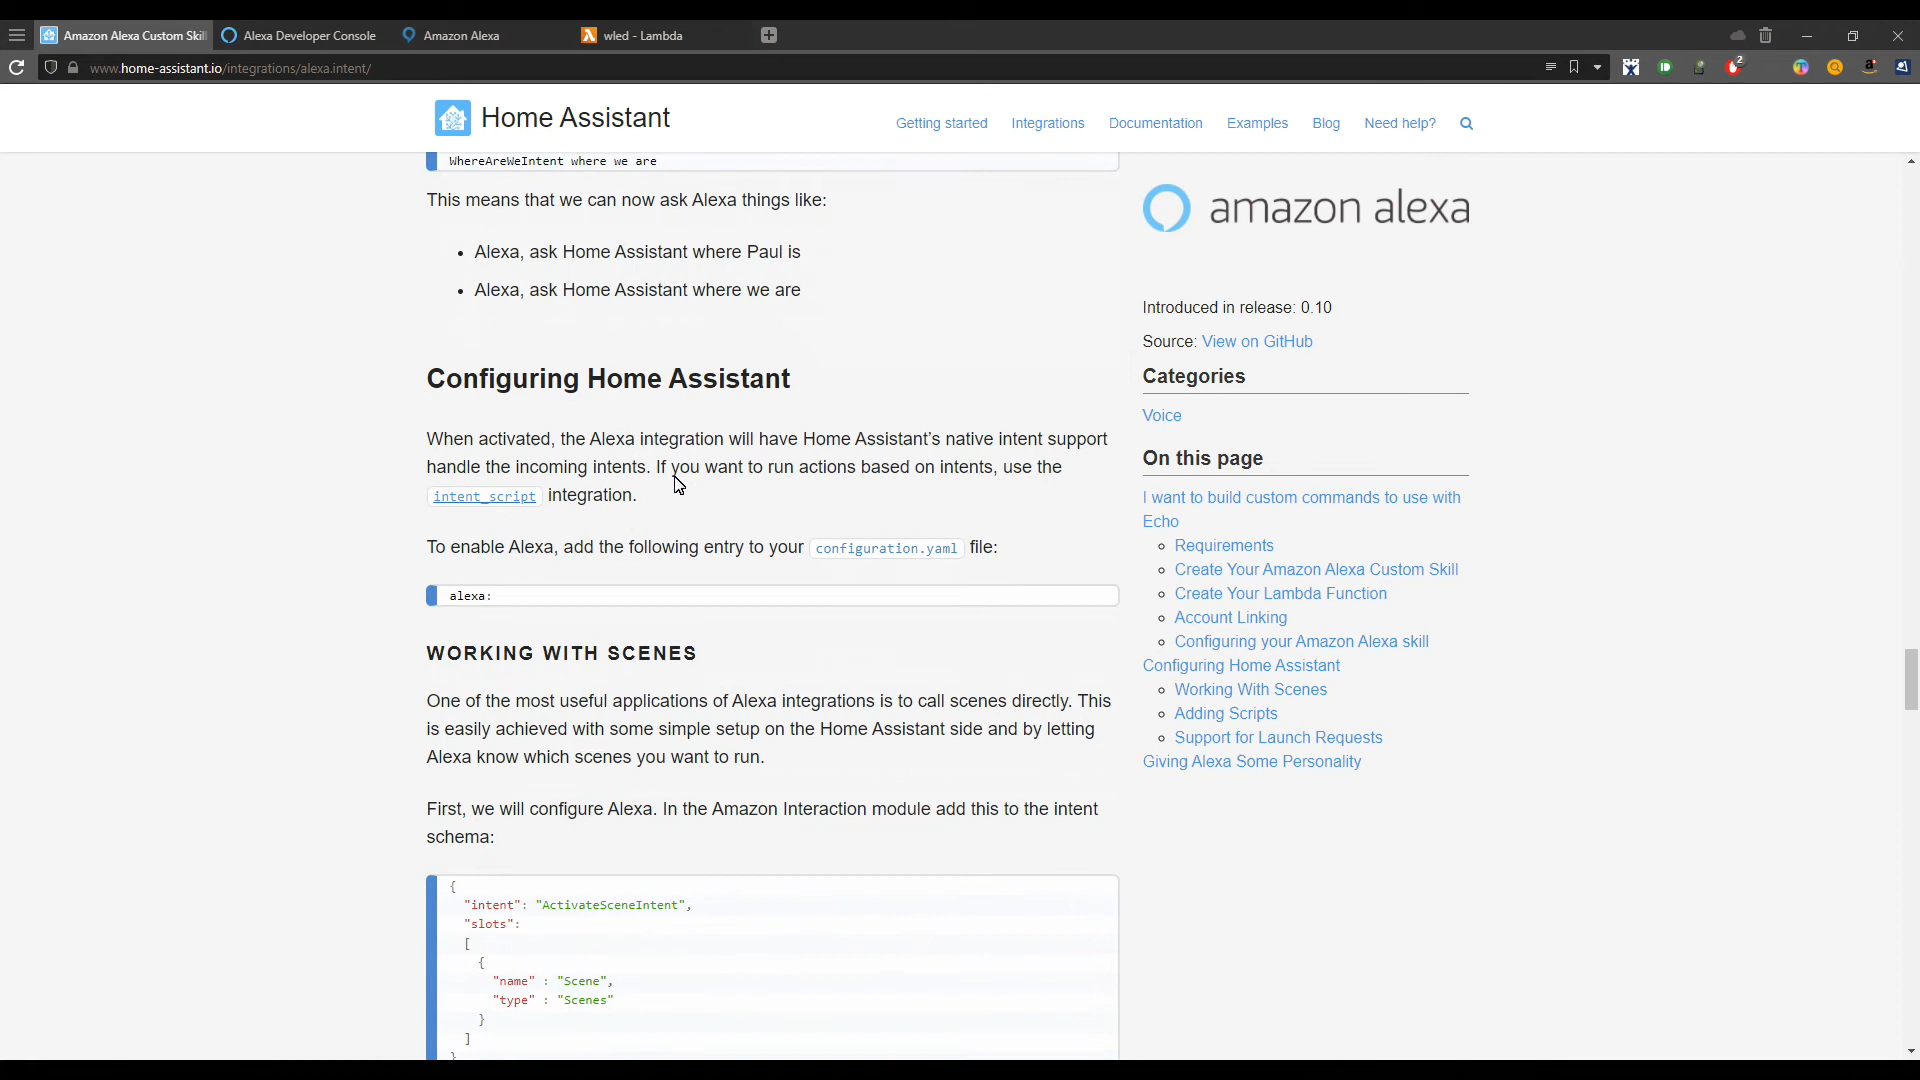 Amazon Alexa Custom Skil
Alexa Developer Console
Amazon Alexa
wled - Lambda
www.home-assistant.io/integrations/alexa.intent/
2
Home Assistant
Getting started
Integrations
Documentation
Examples
Blog
Need help?
WhereAreWeIntent where we are
This means that we can now ask Alexa things like:
• Alexa, ask Home Assistant where Paul is
• Alexa, ask Home Assistant where we are
Configuring Home Assistant
When activated, the Alexa integration will have Home Assistant’s native intent support
handle the incoming intents. If you want to run actions based on intents, use the
intent_script integration.
To enable Alexa, add the following entry to your configuration.yaml file:
alexa:
WORKING WITH SCENES
One of the most useful applications of Alexa integrations is to call scenes directly. This
is easily achieved with some simple setup on the Home Assistant side and by letting
Alexa know which scenes you want to run.
First, we will configure Alexa. In the Amazon Interaction module add this to the intent
schema:
{
"intent": "ActivateSceneIntent",
"slots":
[
{
"name" : "Scene",
"type" : "Scenes"
}
]
}
amazon alexa
Introduced in release: 0.10
Source: View on GitHub
Categories
Voice
On this page
I want to build custom commands to use with
Echo
Requirements
Create Your Amazon Alexa Custom Skill
Create Your Lambda Function
Account Linking
Configuring your Amazon Alexa skill
Configuring Home Assistant
Working With Scenes
Adding Scripts
Support for Launch Requests
Giving Alexa Some Personality